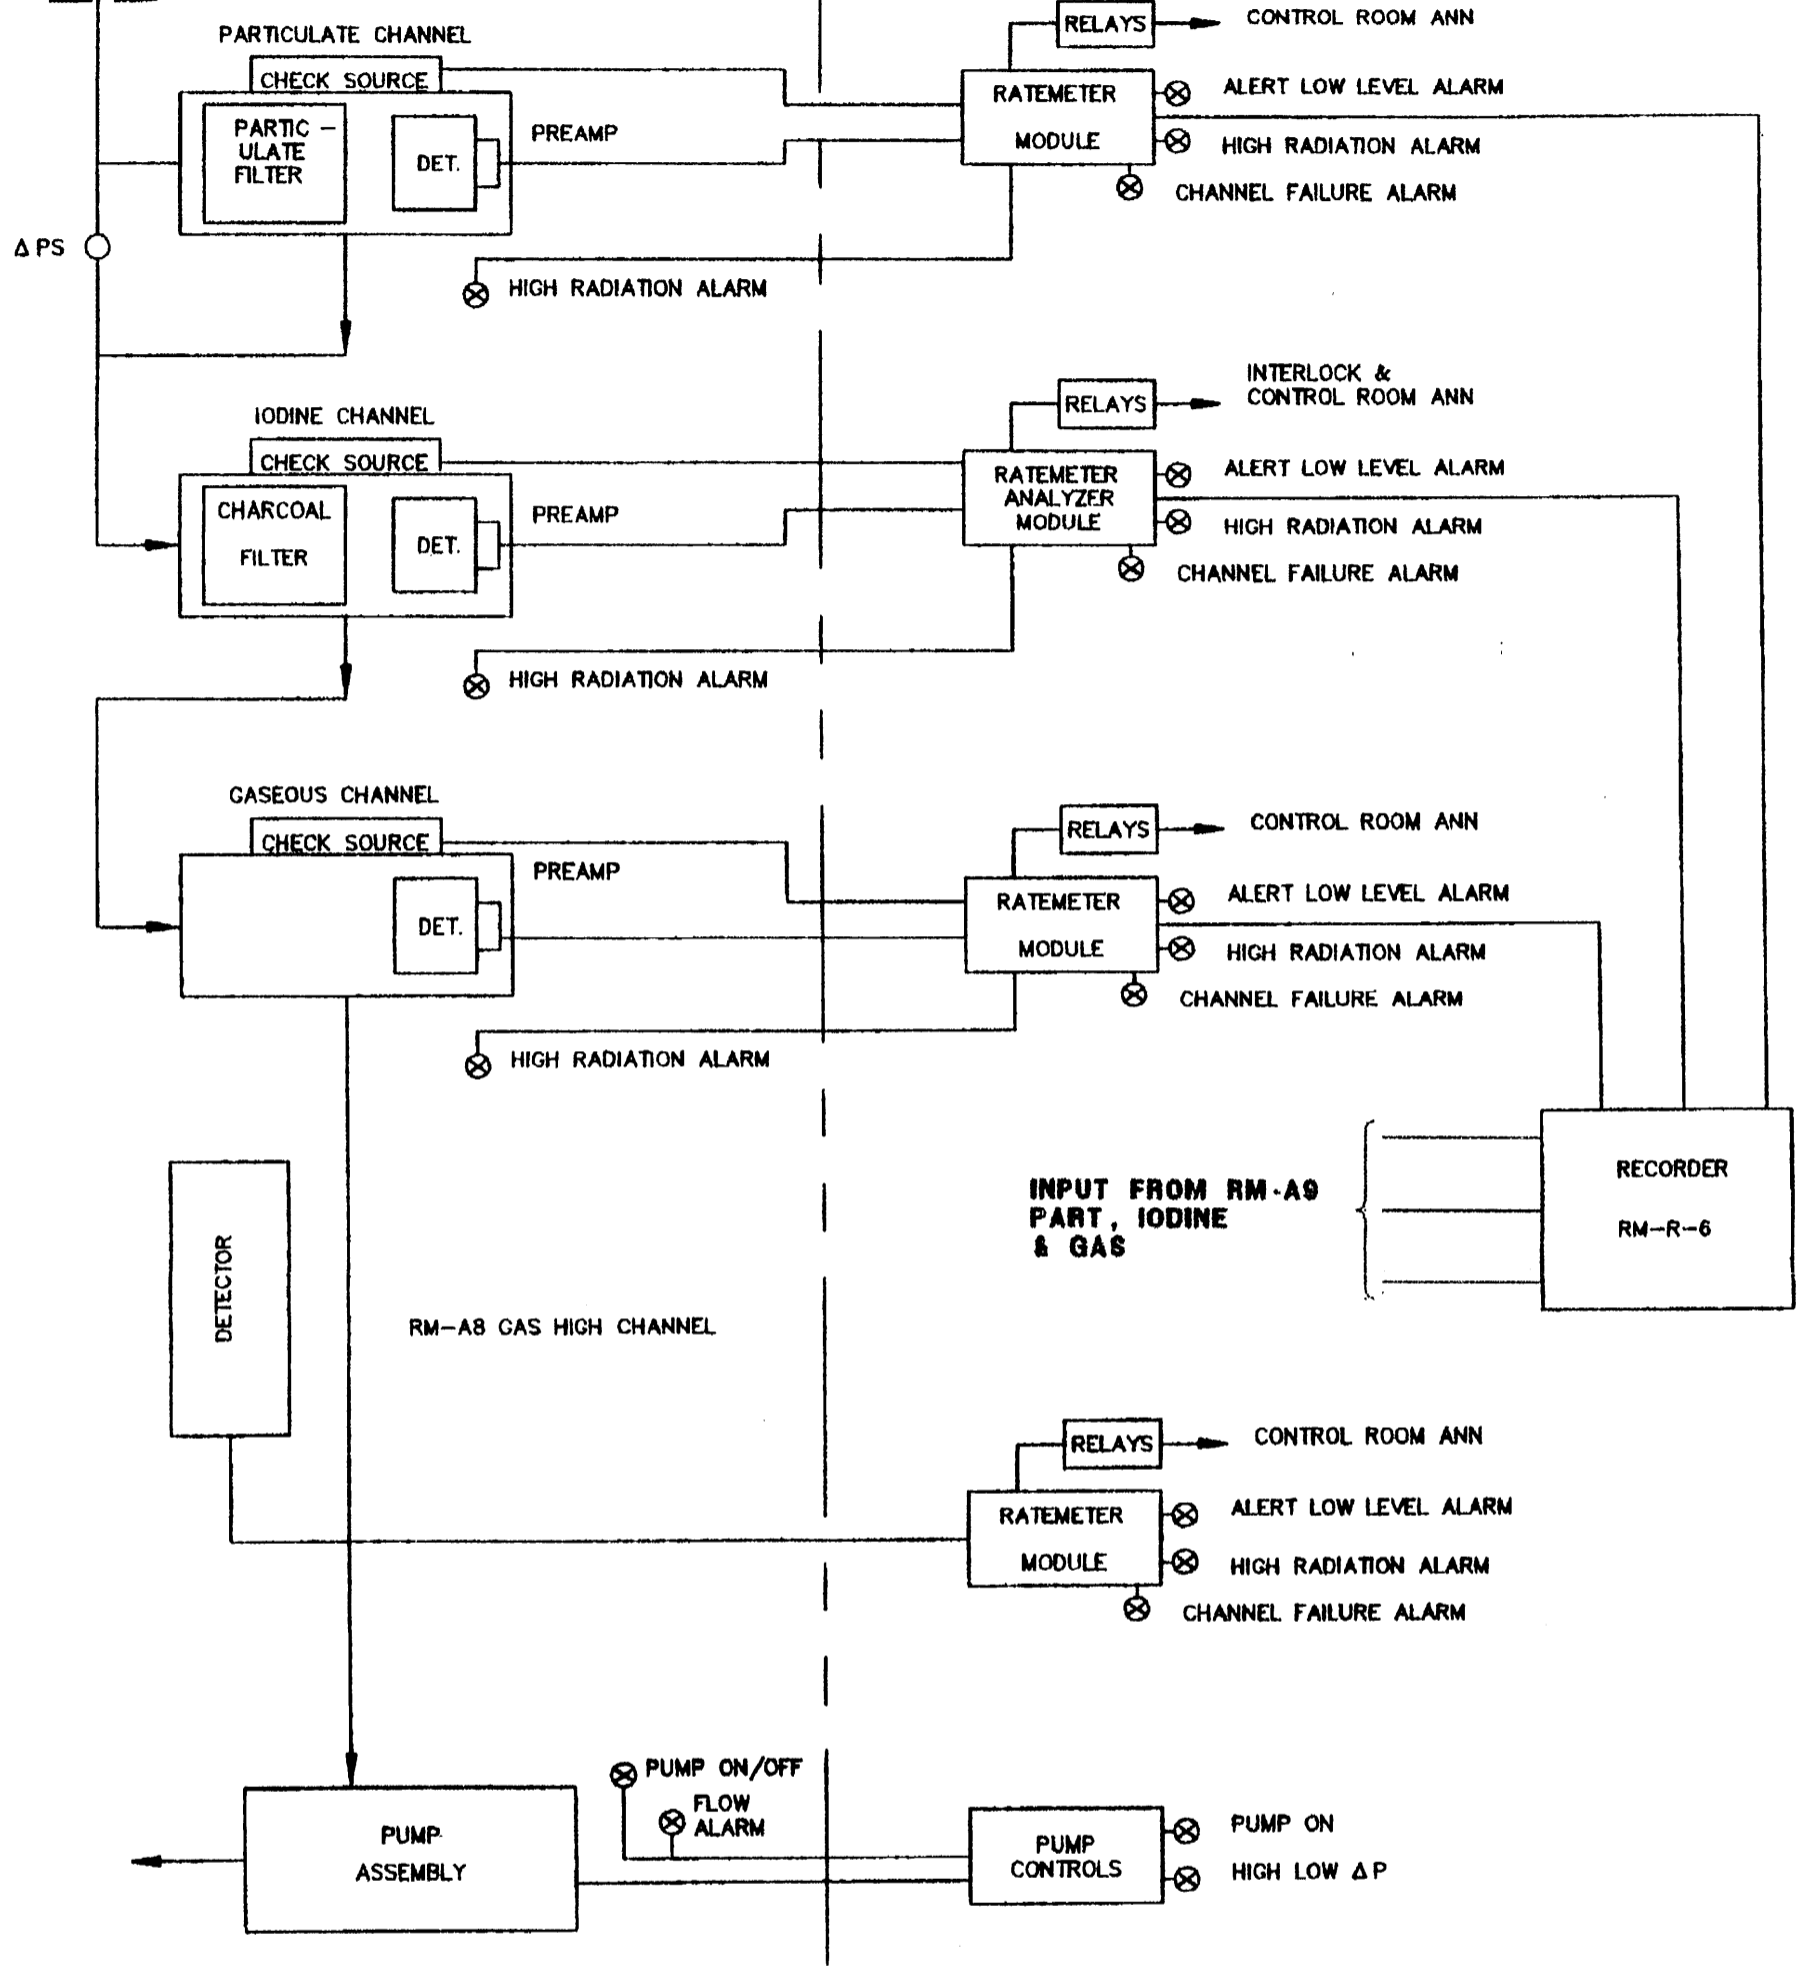 RELAYS
CONTROL ROOM ANN
PARTICULATE CHANNEL
CHECK SOURCE
PARTIC -
ULATE
FILTER
DET.
PREAMP
RATEMETER
MODULE
ALERT LOW LEVEL ALARM
HIGH RADIATION ALARM
CHANNEL FAILURE ALARM
Δ PS
HIGH RADIATION ALARM
INTERLOCK &
CONTROL ROOM ANN
RELAYS
IODINE CHANNEL
CHECK SOURCE
CHARCOAL
FILTER
DET.
PREAMP
RATEMETER
ANALYZER
MODULE
ALERT LOW LEVEL ALARM
HIGH RADIATION ALARM
CHANNEL FAILURE ALARM
HIGH RADIATION ALARM
GASEOUS CHANNEL
CHECK SOURCE
PREAMP
DET.
RELAYS
CONTROL ROOM ANN
RATEMETER
MODULE
ALERT LOW LEVEL ALARM
HIGH RADIATION ALARM
CHANNEL FAILURE ALARM
HIGH RADIATION ALARM
DETECTOR
RM-A8 GAS HIGH CHANNEL
INPUT FROM RM-A9
PART, IODINE
& GAS
RECORDER
RM-R-6
RELAYS
CONTROL ROOM ANN
RATEMETER
MODULE
ALERT LOW LEVEL ALARM
HIGH RADIATION ALARM
CHANNEL FAILURE ALARM
PUMP ON/OFF
FLOW
ALARM
PUMP
ASSEMBLY
PUMP
CONTROLS
PUMP ON
HIGH LOW Δ P